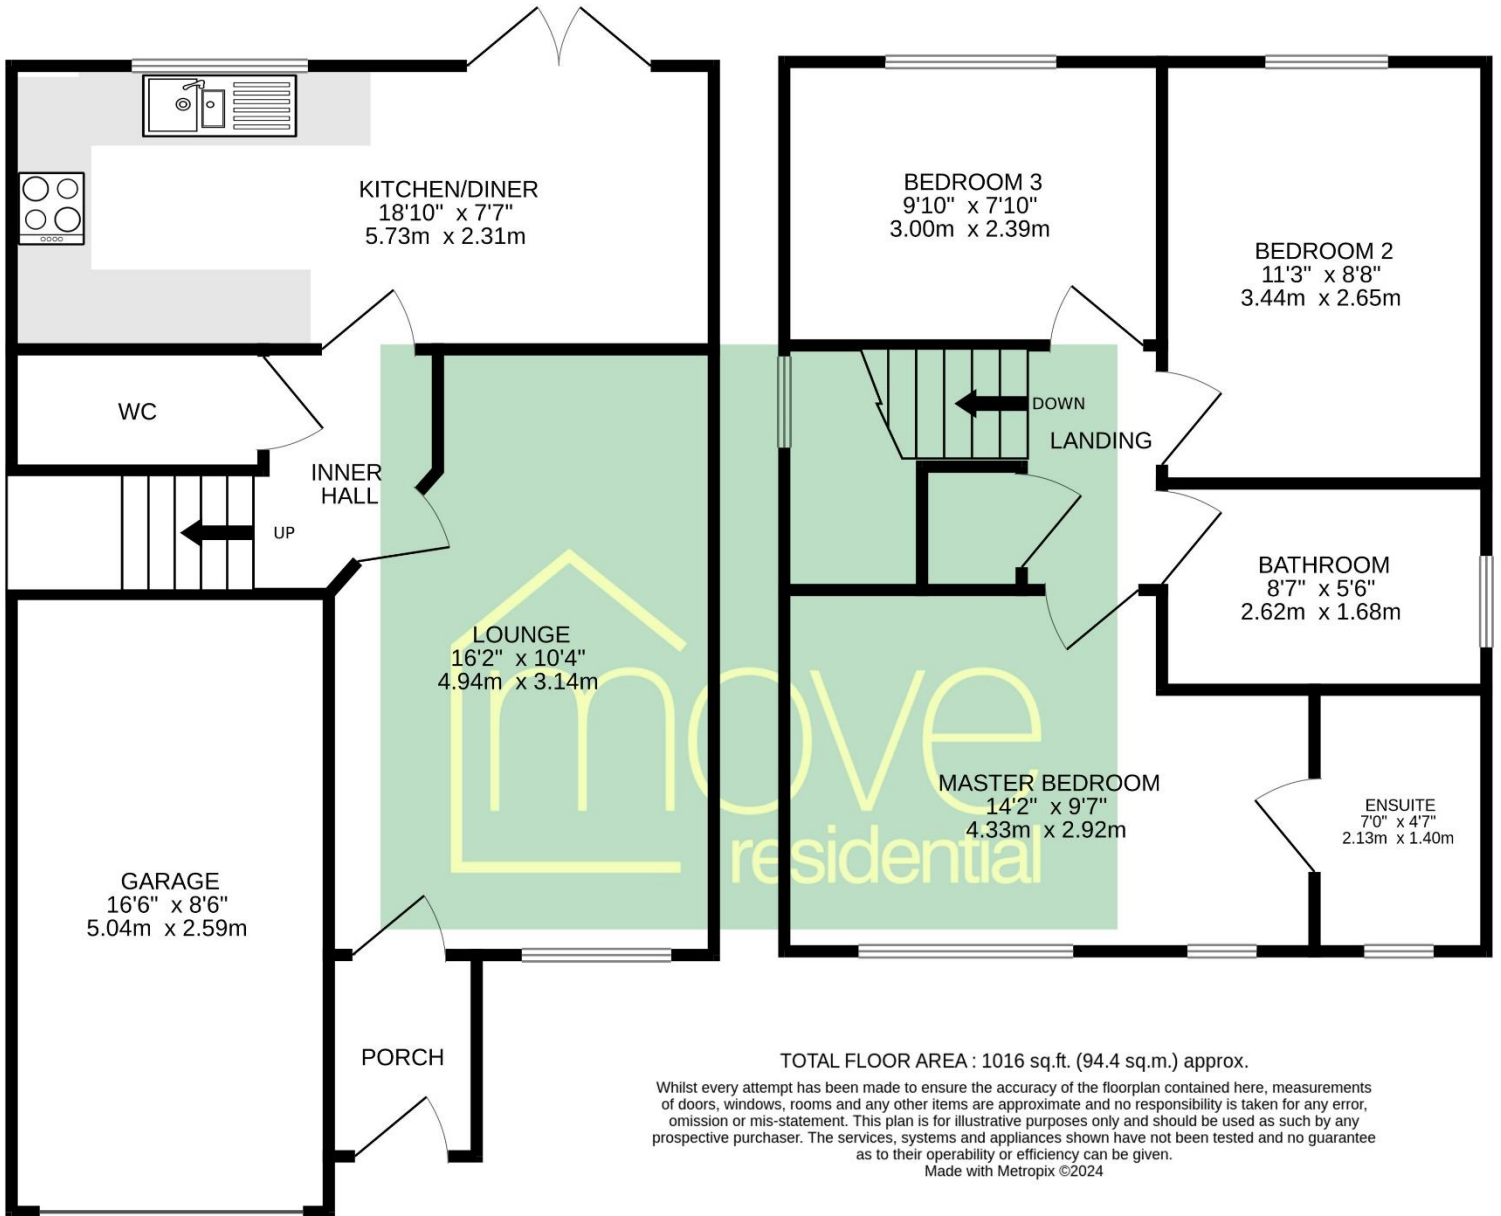 KITCHEN/DINER
18'10" x 7'7"
5.73m x 2.31m
WC
INNER
HALL
UP
LOUNGE
16'2" x 10'4"
4.94m x 3.14m
GARAGE
16'6" x 8'6"
5.04m x 2.59m
PORCH
BEDROOM 3
9'10" x 7'10"
3.00m x 2.39m
BEDROOM 2
11'3" x 8'8"
3.44m x 2.65m
DOWN
LANDING
BATHROOM
8'7" x 5'6"
2.62m x 1.68m
MASTER BEDROOM
14'2" x 9'7"
4.33m x 2.92m
ENSUITE
7'0" x 4'7"
2.13m x 1.40m
move
residential
TOTAL FLOOR AREA : 1016 sq.ft. (94.4 sq.m.) approx.
Whilst every attempt has been made to ensure the accuracy of the floorplan contained here, measurements
of doors, windows, rooms and any other items are approximate and no responsibility is taken for any error,
omission or mis-statement. This plan is for illustrative purposes only and should be used as such by any
prospective purchaser. The services, systems and appliances shown have not been tested and no guarantee
as to their operability or efficiency can be given.
Made with Metropix ©2024